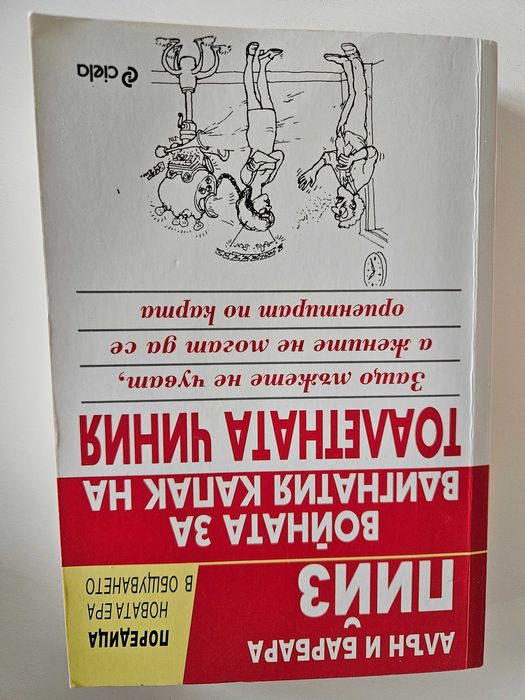 АЛЪН И БАРБАРА
ПИЙЗ
ПОРЕДИЦА
НОВАТА ЕРА
В ОБЩУВАНЕТО
ВОЙНАТА ЗА
ВДИГНАТИЯ КАПАК НА
ТОАЛЕТНАТА ЧИНИЯ
Защо мъжете не чуват,
а жените не могат да се
ориентират по карта
ciela